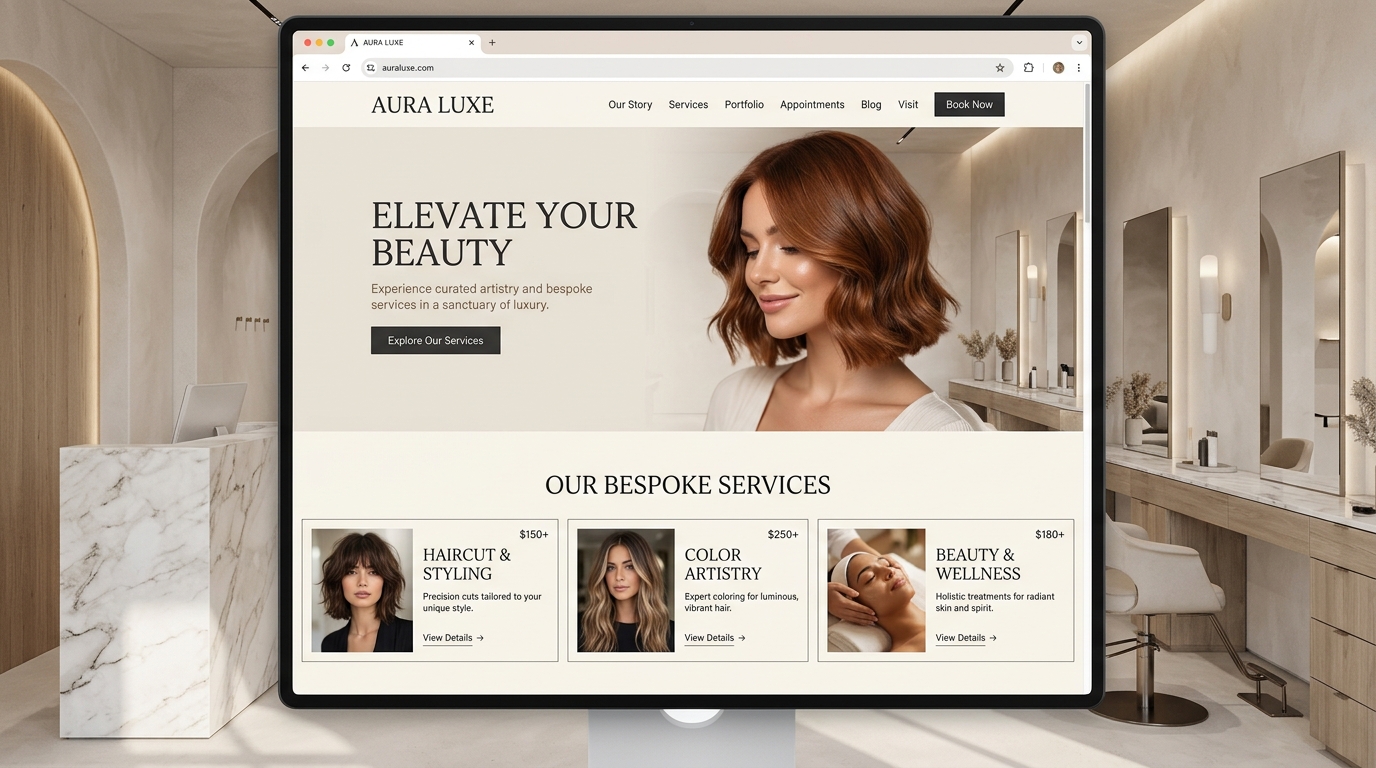 AURA LUXE
auraluxe.com
AURA LUXE
Our Story Services Portfolio Appointments Blog Visit Book Now
ELEVATE YOUR
BEAUTY
Experience curated artistry and bespoke
services in a sanctuary of luxury.
Explore Our Services
OUR BESPOKE SERVICES
$150+
HAIRCUT &
STYLING
Precision cuts tailored to your
unique style.
View Details →
$250+
COLOR
ARTISTRY
Expert coloring for luminous,
vibrant hair.
View Details →
$180+
BEAUTY &
WELLNESS
Holistic treatments for radiant
skin and spirit.
View Details →